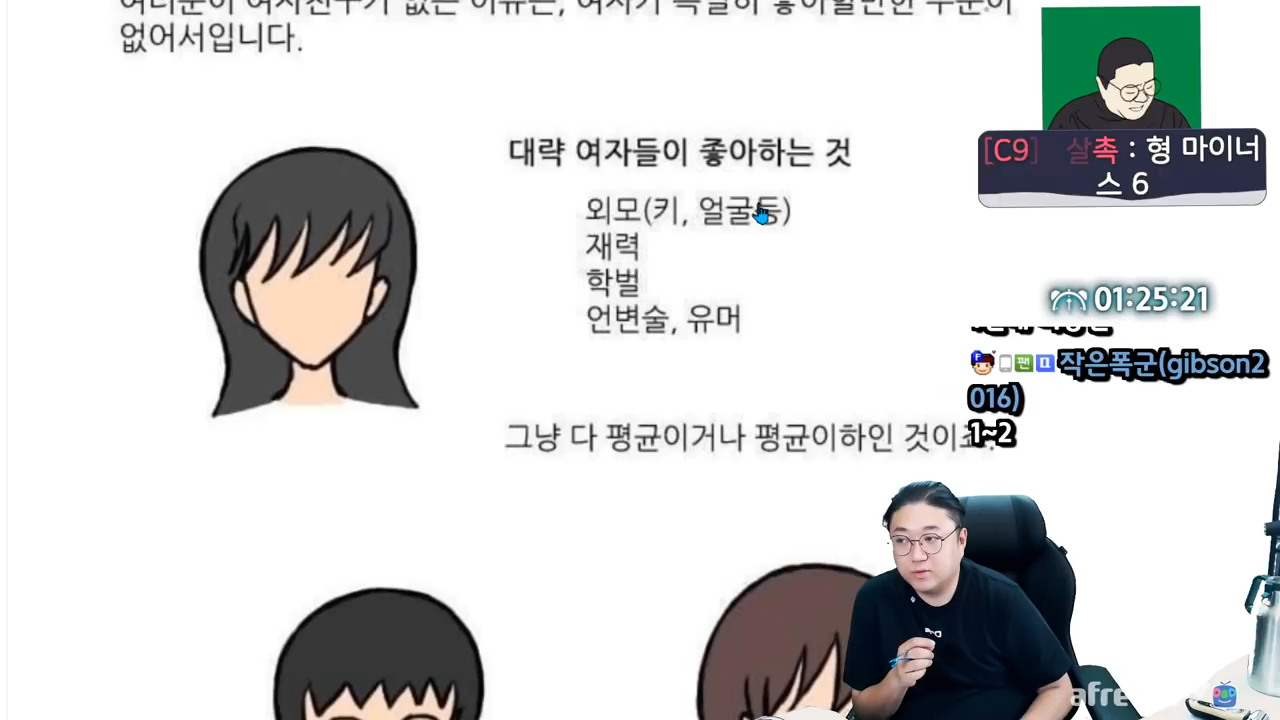 없어서입니다.
대략 여자들이 좋아하는 것
외모(키, 얼굴등)
재력
학벌
언변술, 유머
그냥 다 평균이거나 평균이하인 것이죠.
[C9] 살촉 : 형 마이너
스 6
01:25:21
팬
작은폭군(gibson2
016)
1~2